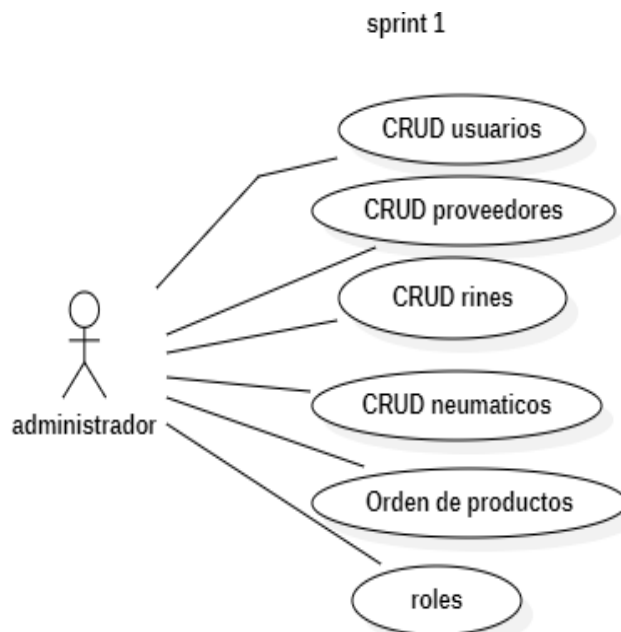 sprint 1
CRUD usuarios
CRUD proveedores
CRUD rines
CRUD neumaticos
administrador
Orden de productos
roles